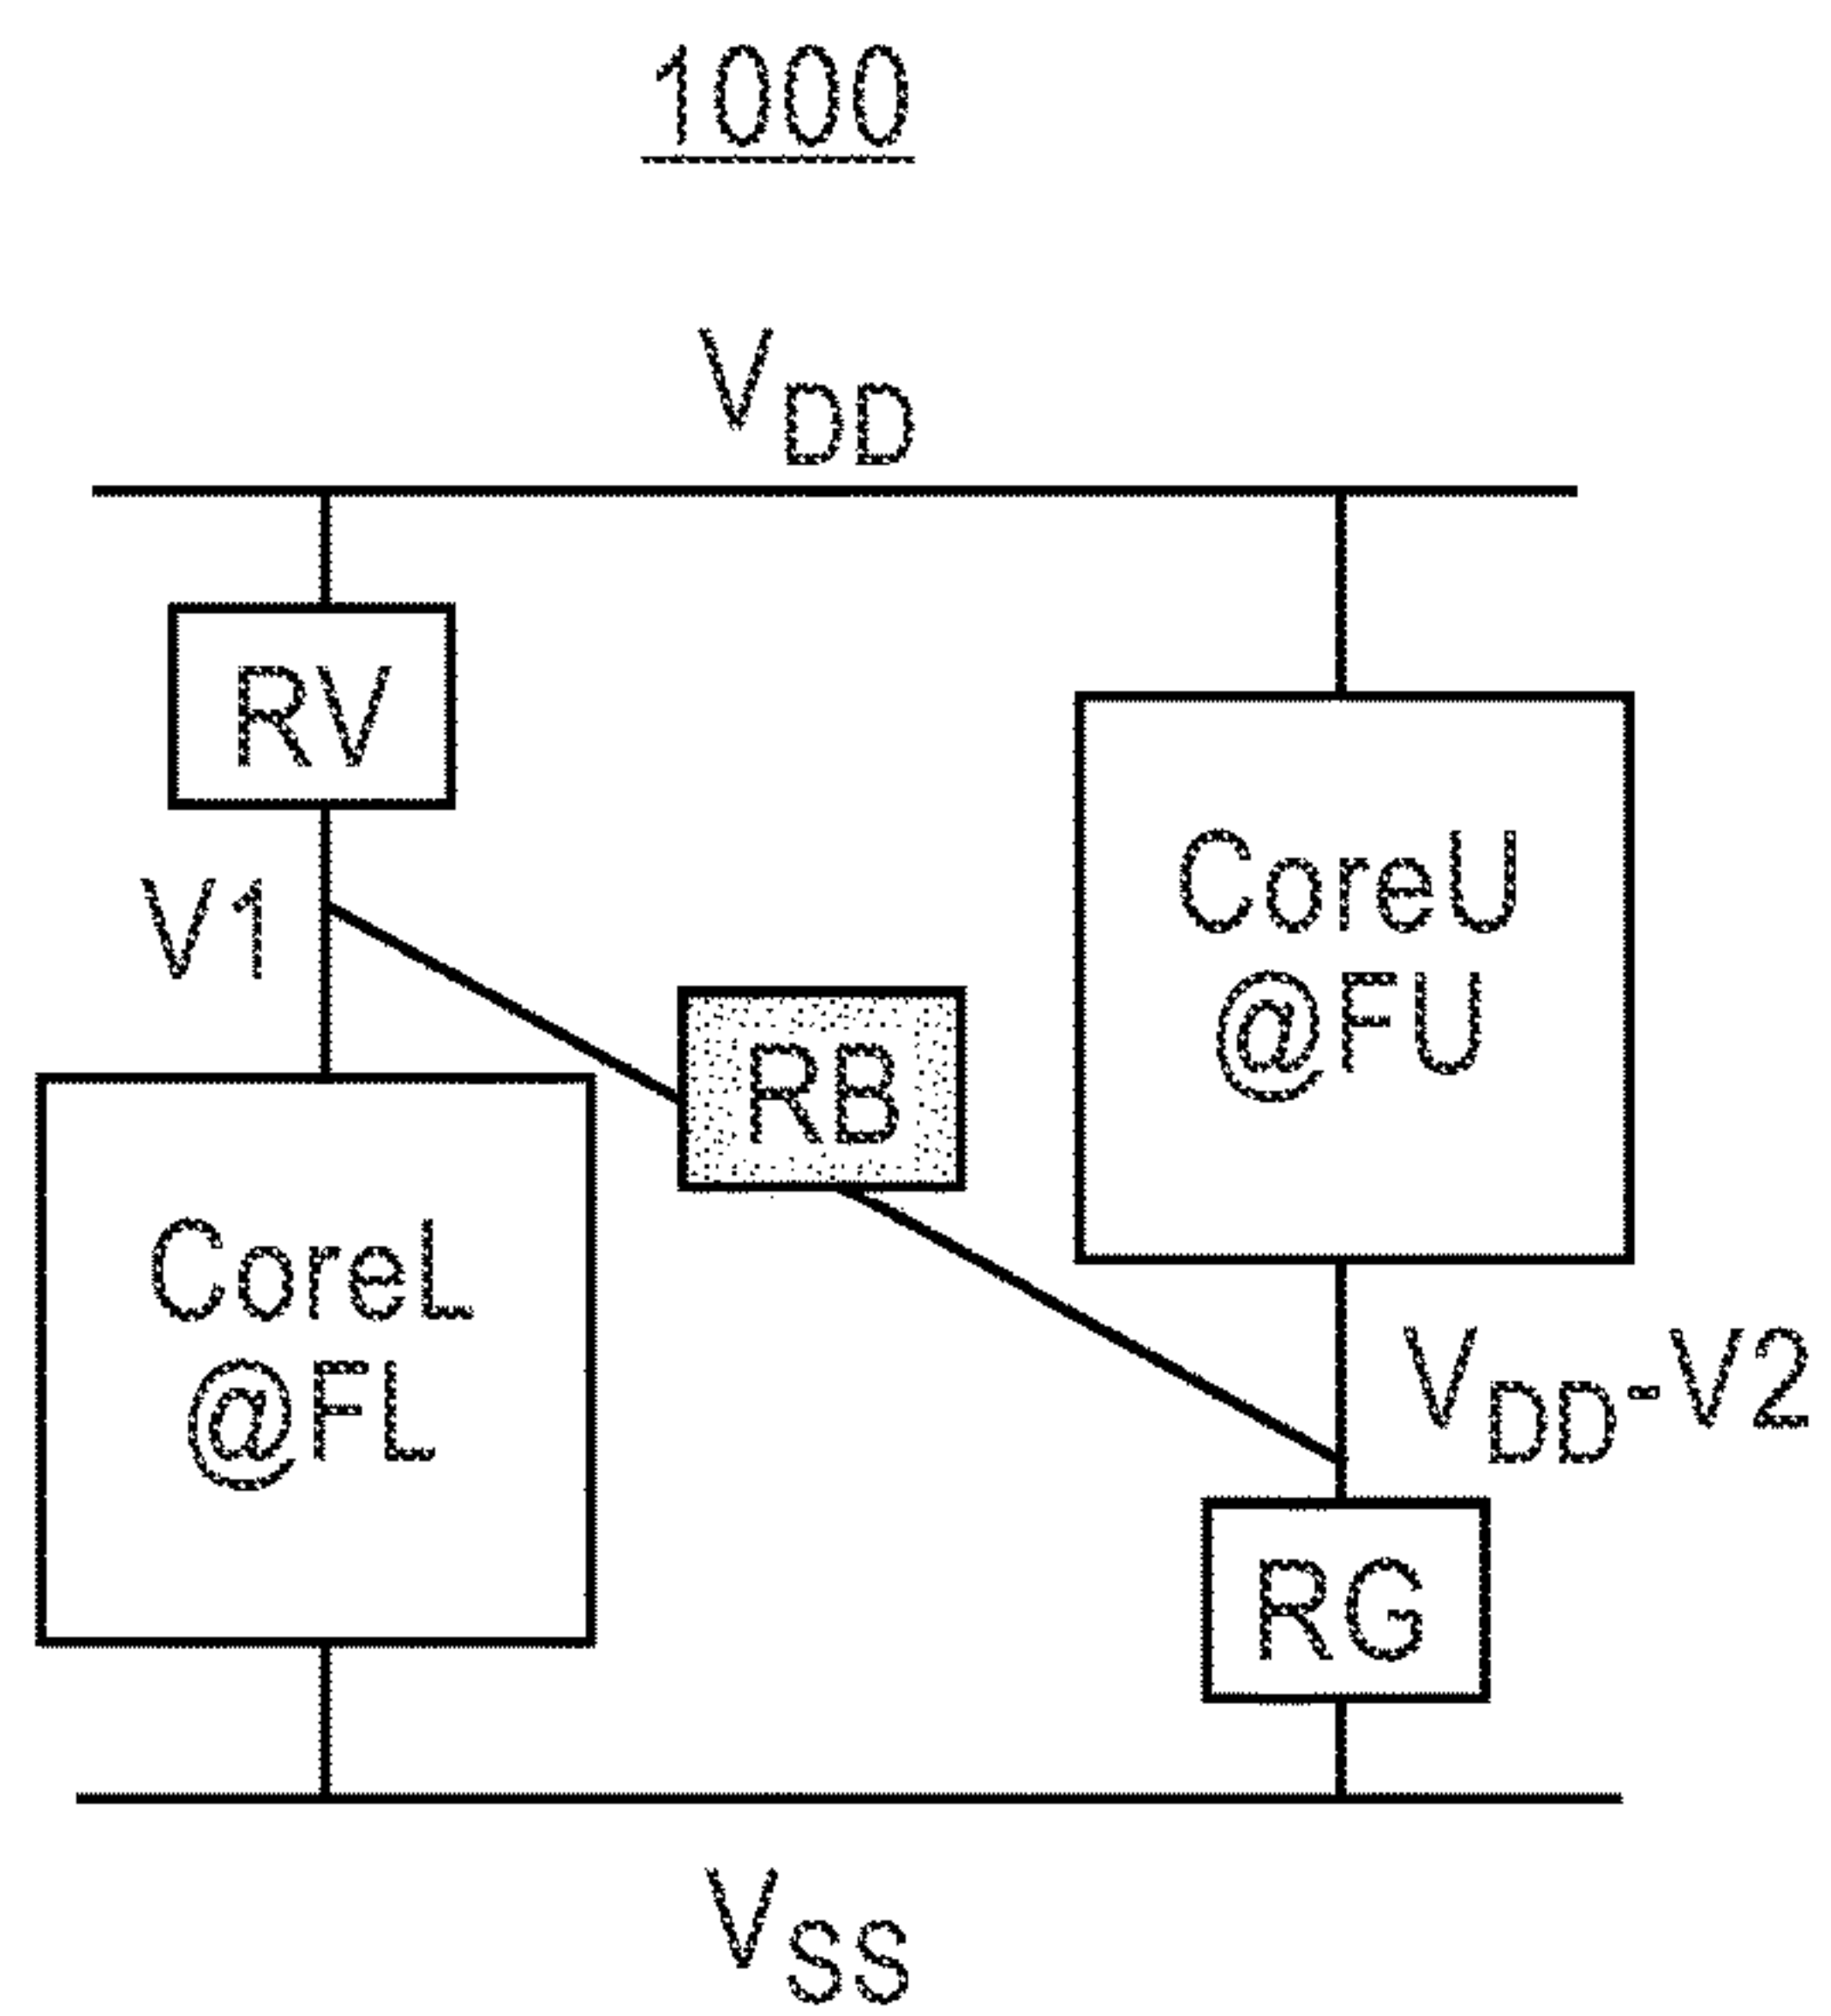 1000
VDD
RV
V1
CoreU
@FU
RB
CoreL
@FL
VDD-V2
RG
VSS